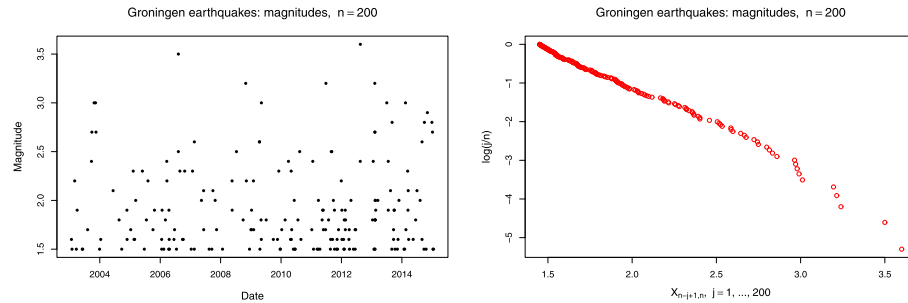 Groningen earthquakes: magnitudes, n = 200
Magnitude
3.5
3.0
2.5
2.0
1.5
2004 2006 2008 2010 2012 2014
Date
Groningen earthquakes: magnitudes, n = 200
log(j/n)
0
-1
-2
-3
-4
-5
1.5 2.0 2.5 3.0 3.5
Xn−j+1,n, j = 1, ..., 200